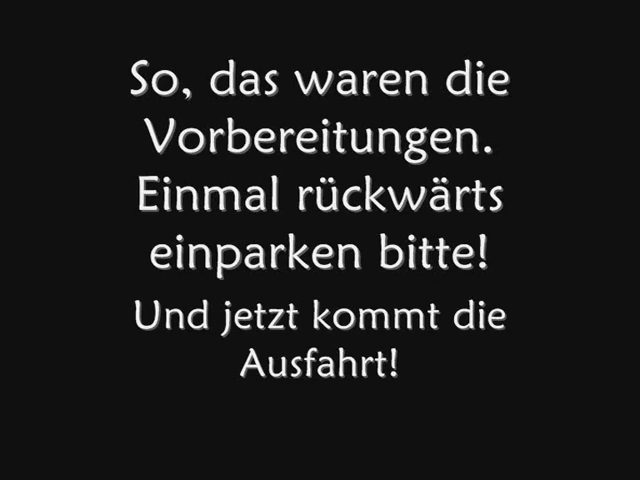 So, das waren die
Vorbereitungen.
Einmal rückwärts
einparken bitte!
Und jetzt kommt die
Ausfahrt!